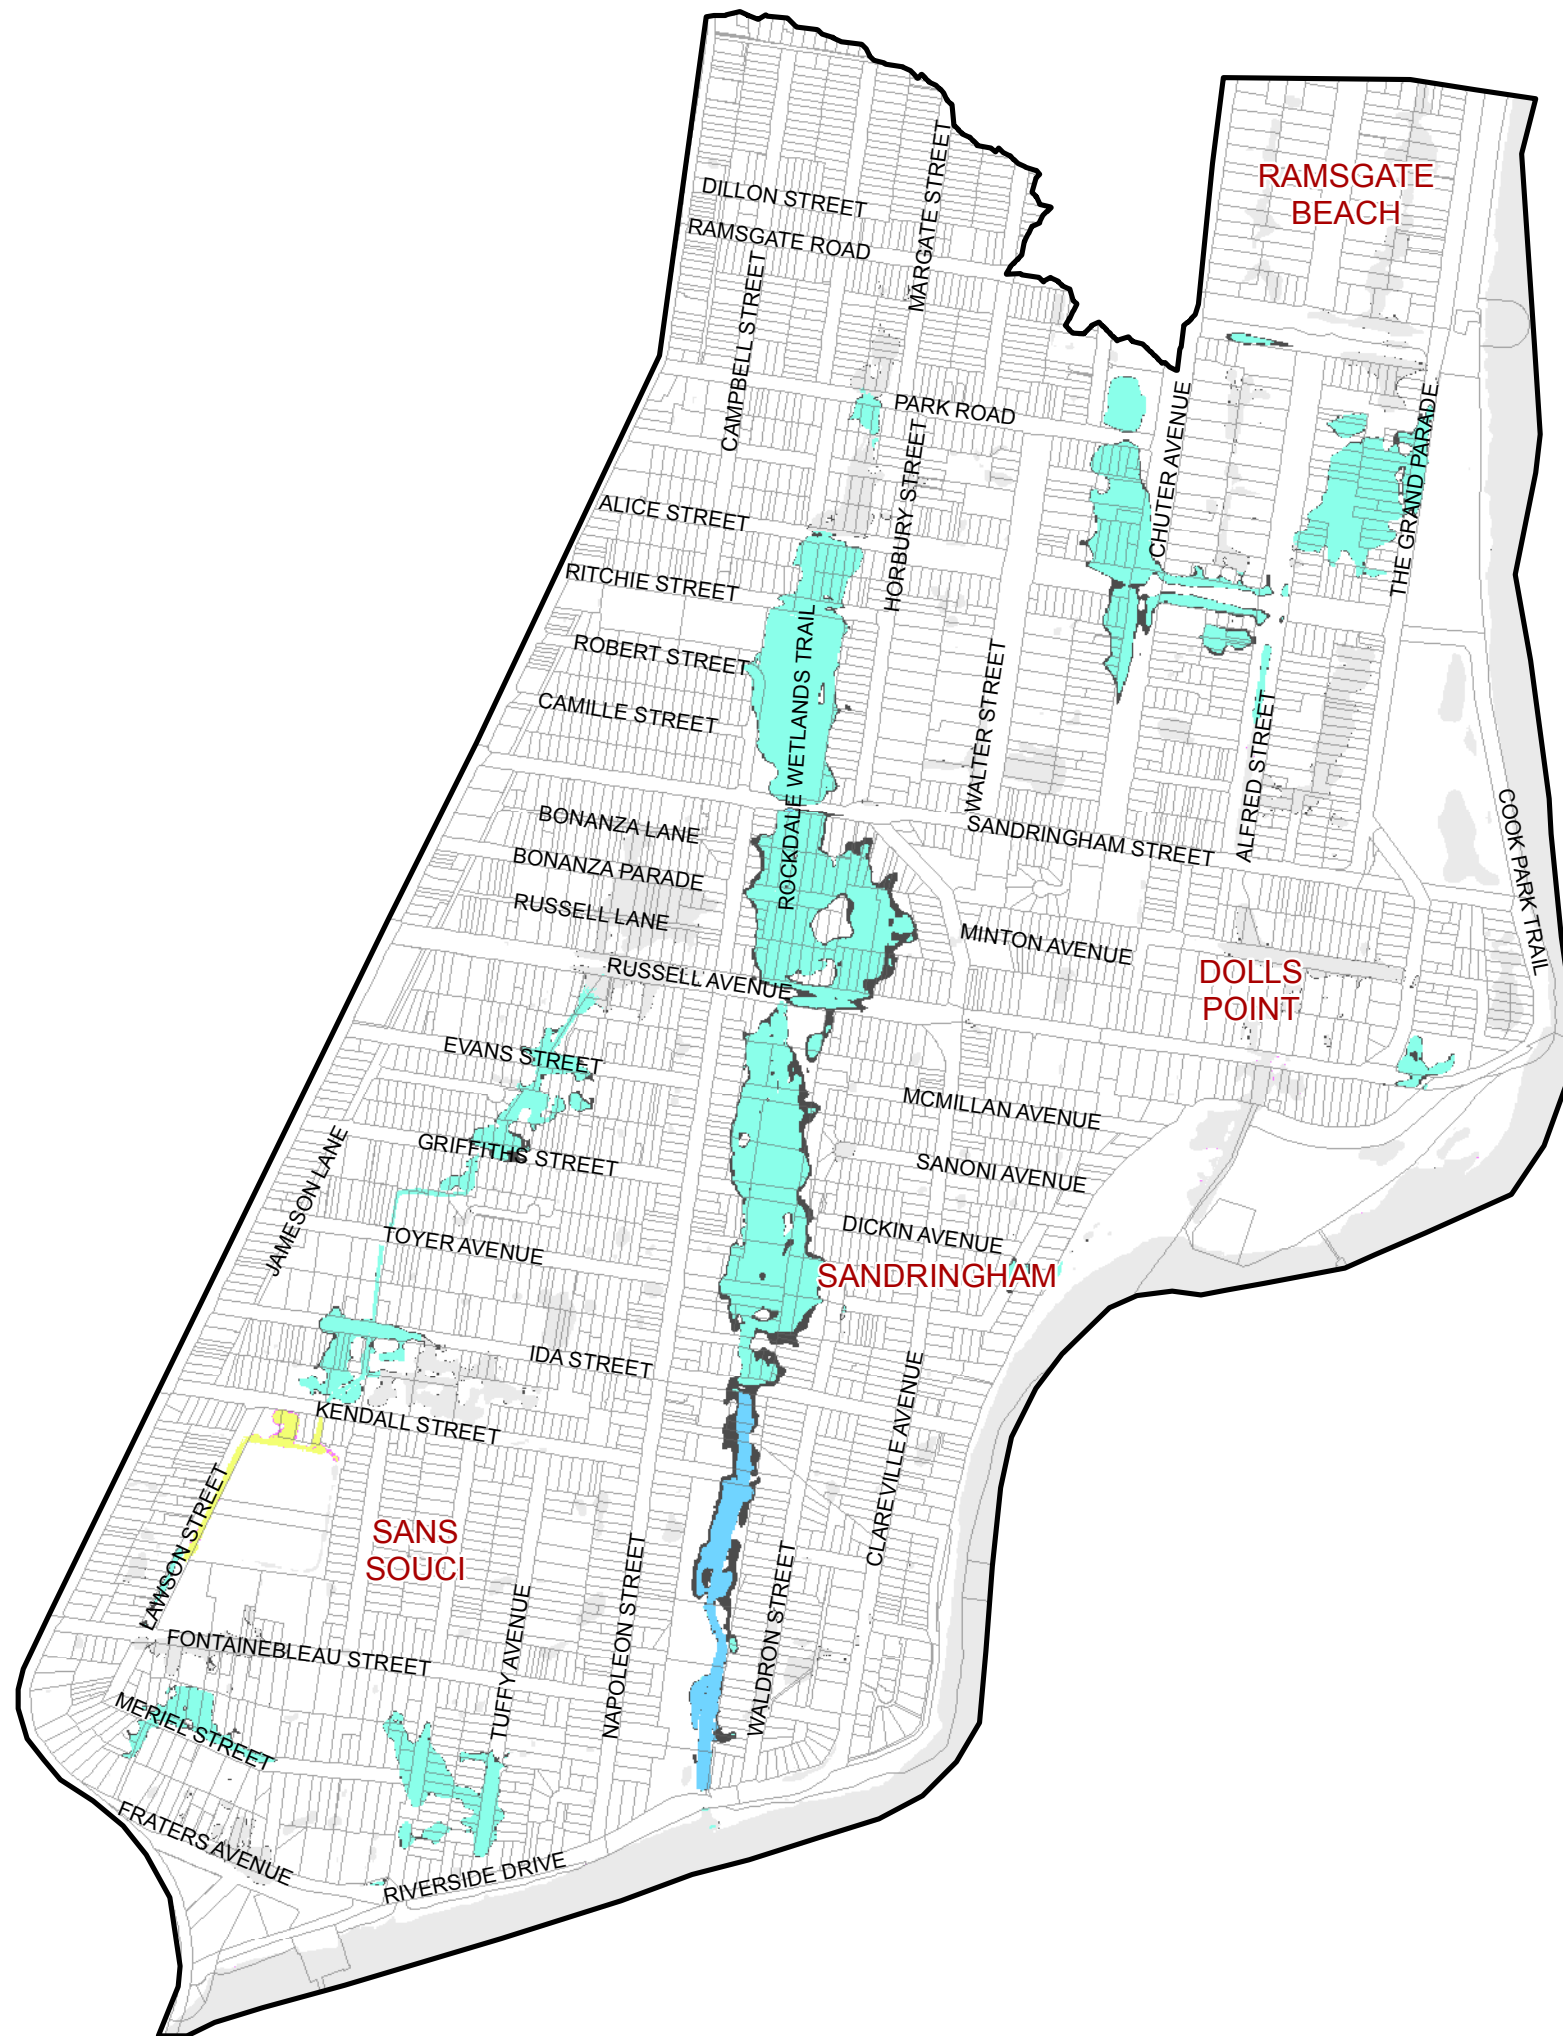 RAMSGATE
BEACH
DILLON STREET
RAMSGATE ROAD
MARGATE STREET
CAMPBELL STREET
PARK ROAD
HORBURY STREET
CHUTER AVENUE
THE GRAND PARADE
ALICE STREET
RITCHIE STREET
ROBERT STREET
CAMILLE STREET
ROCKDALE WETLANDS TRAIL
WALTER STREET
ALFRED STREET
BONANZA LANE
BONANZA PARADE
RUSSELL LANE
SANDRINGHAM STREET
COOK PARK TRAIL
MINTON AVENUE
RUSSELL AVENUE
DOLLS
POINT
EVANS STREET
MCMILLAN AVENUE
GRIFFITHS STREET
SANONI AVENUE
JAMESON LANE
TOYER AVENUE
DICKIN AVENUE
SANDRINGHAM
IDA STREET
KENDALL STREET
CLAREVILLE AVENUE
LAWSON STREET
SANS
SOUCI
TUFFY AVENUE
NAPOLEON STREET
WALDRON STREET
FONTAINEBLEAU STREET
MERIEL STREET
FRATERS AVENUE
RIVERSIDE DRIVE